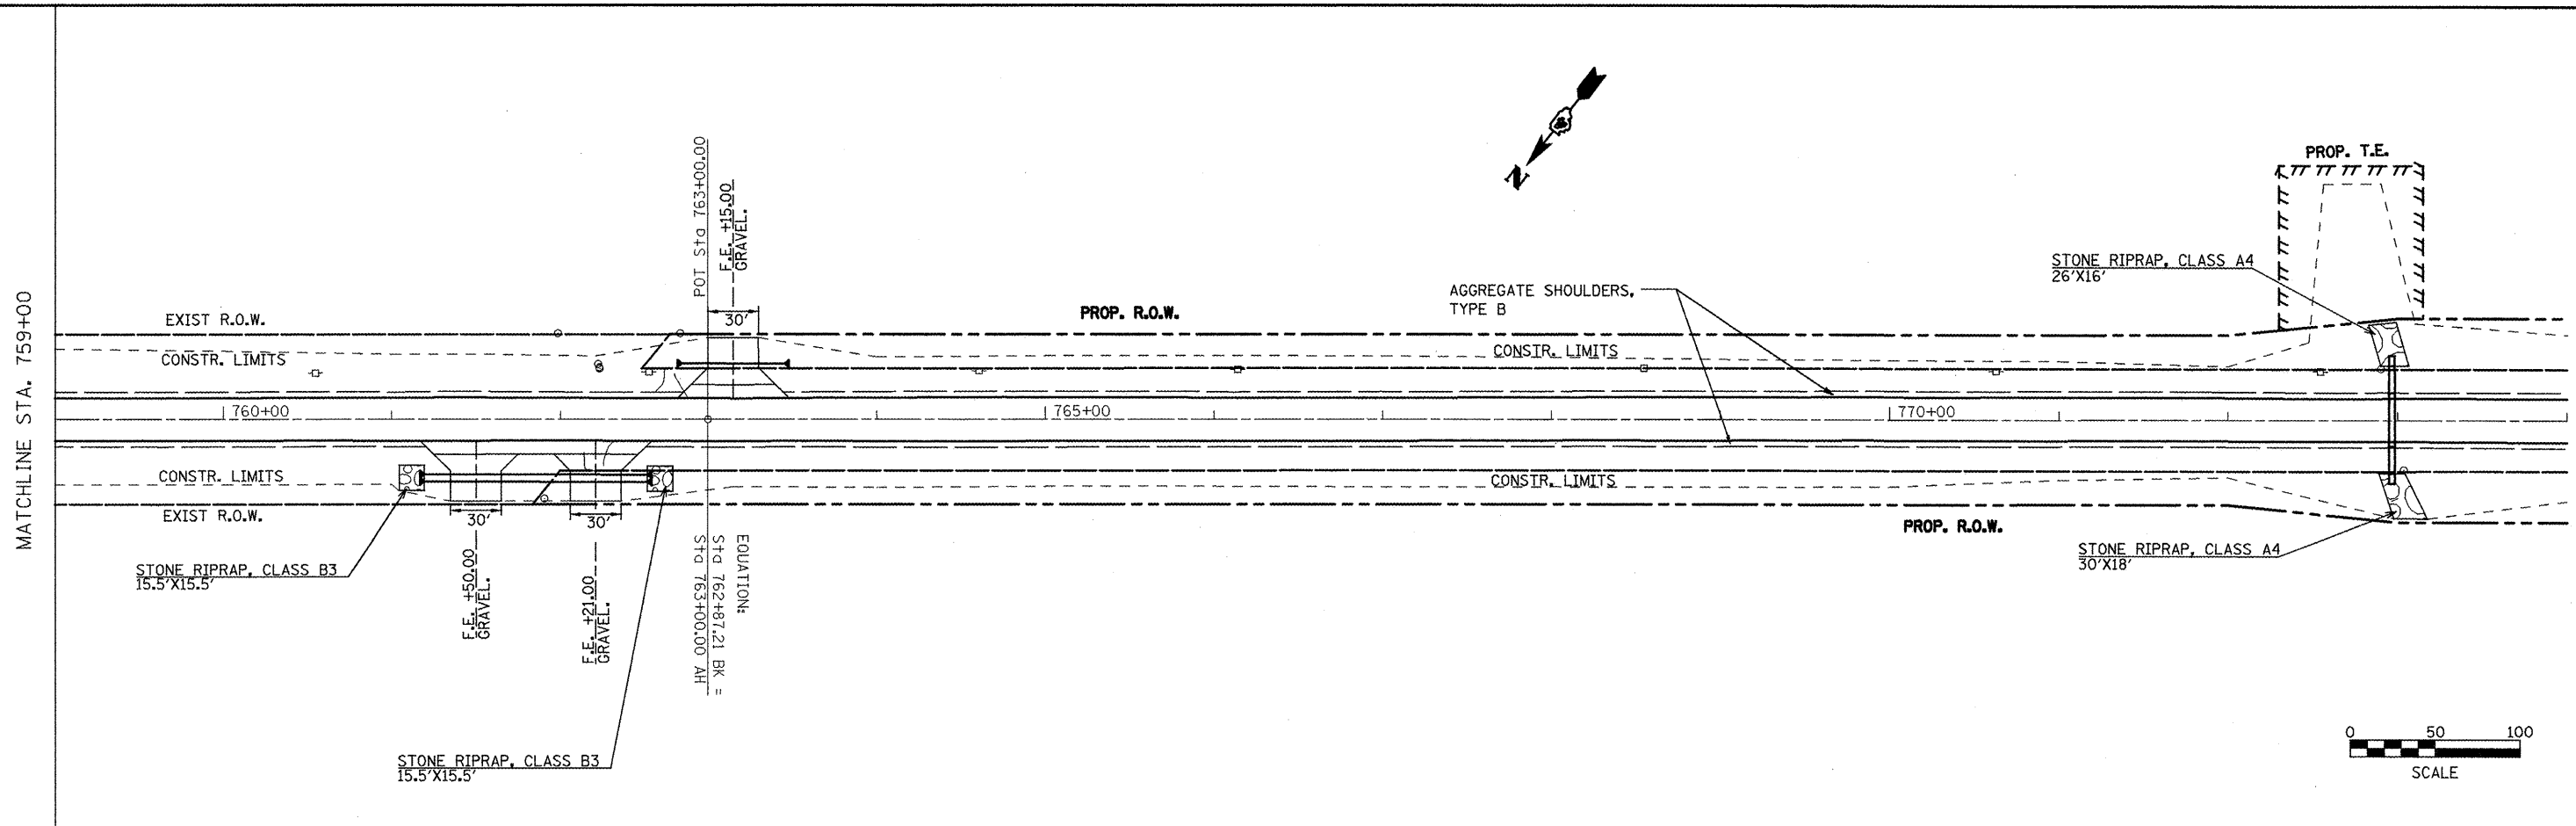 MATCHLINE STA. 759+00
POT Sta 763+00.00
F.E. +15.00
GRAVEL.
30'
N
PROP. T.E.
STONE RIPRAP, CLASS A4
26'X16'
AGGREGATE SHOULDERS,
TYPE B
EXIST R.O.W.
PROP. R.O.W.
CONSTR. LIMITS
CONSTR. LIMITS
760+00
765+00
770+00
CONSTR. LIMITS
CONSTR. LIMITS
EXIST R.O.W.
30'
30'
PROP. R.O.W.
STONE RIPRAP, CLASS B3
15.5'X15.5'
F.E. +50.00
GRAVEL.
F.E. +21.00
GRAVEL.
EQUATION:
Sta 762+87.21 BK =
Sta 763+00.00 AH
STONE RIPRAP, CLASS A4
30'X18'
STONE RIPRAP, CLASS B3
15.5'X15.5'
0 50 100
SCALE